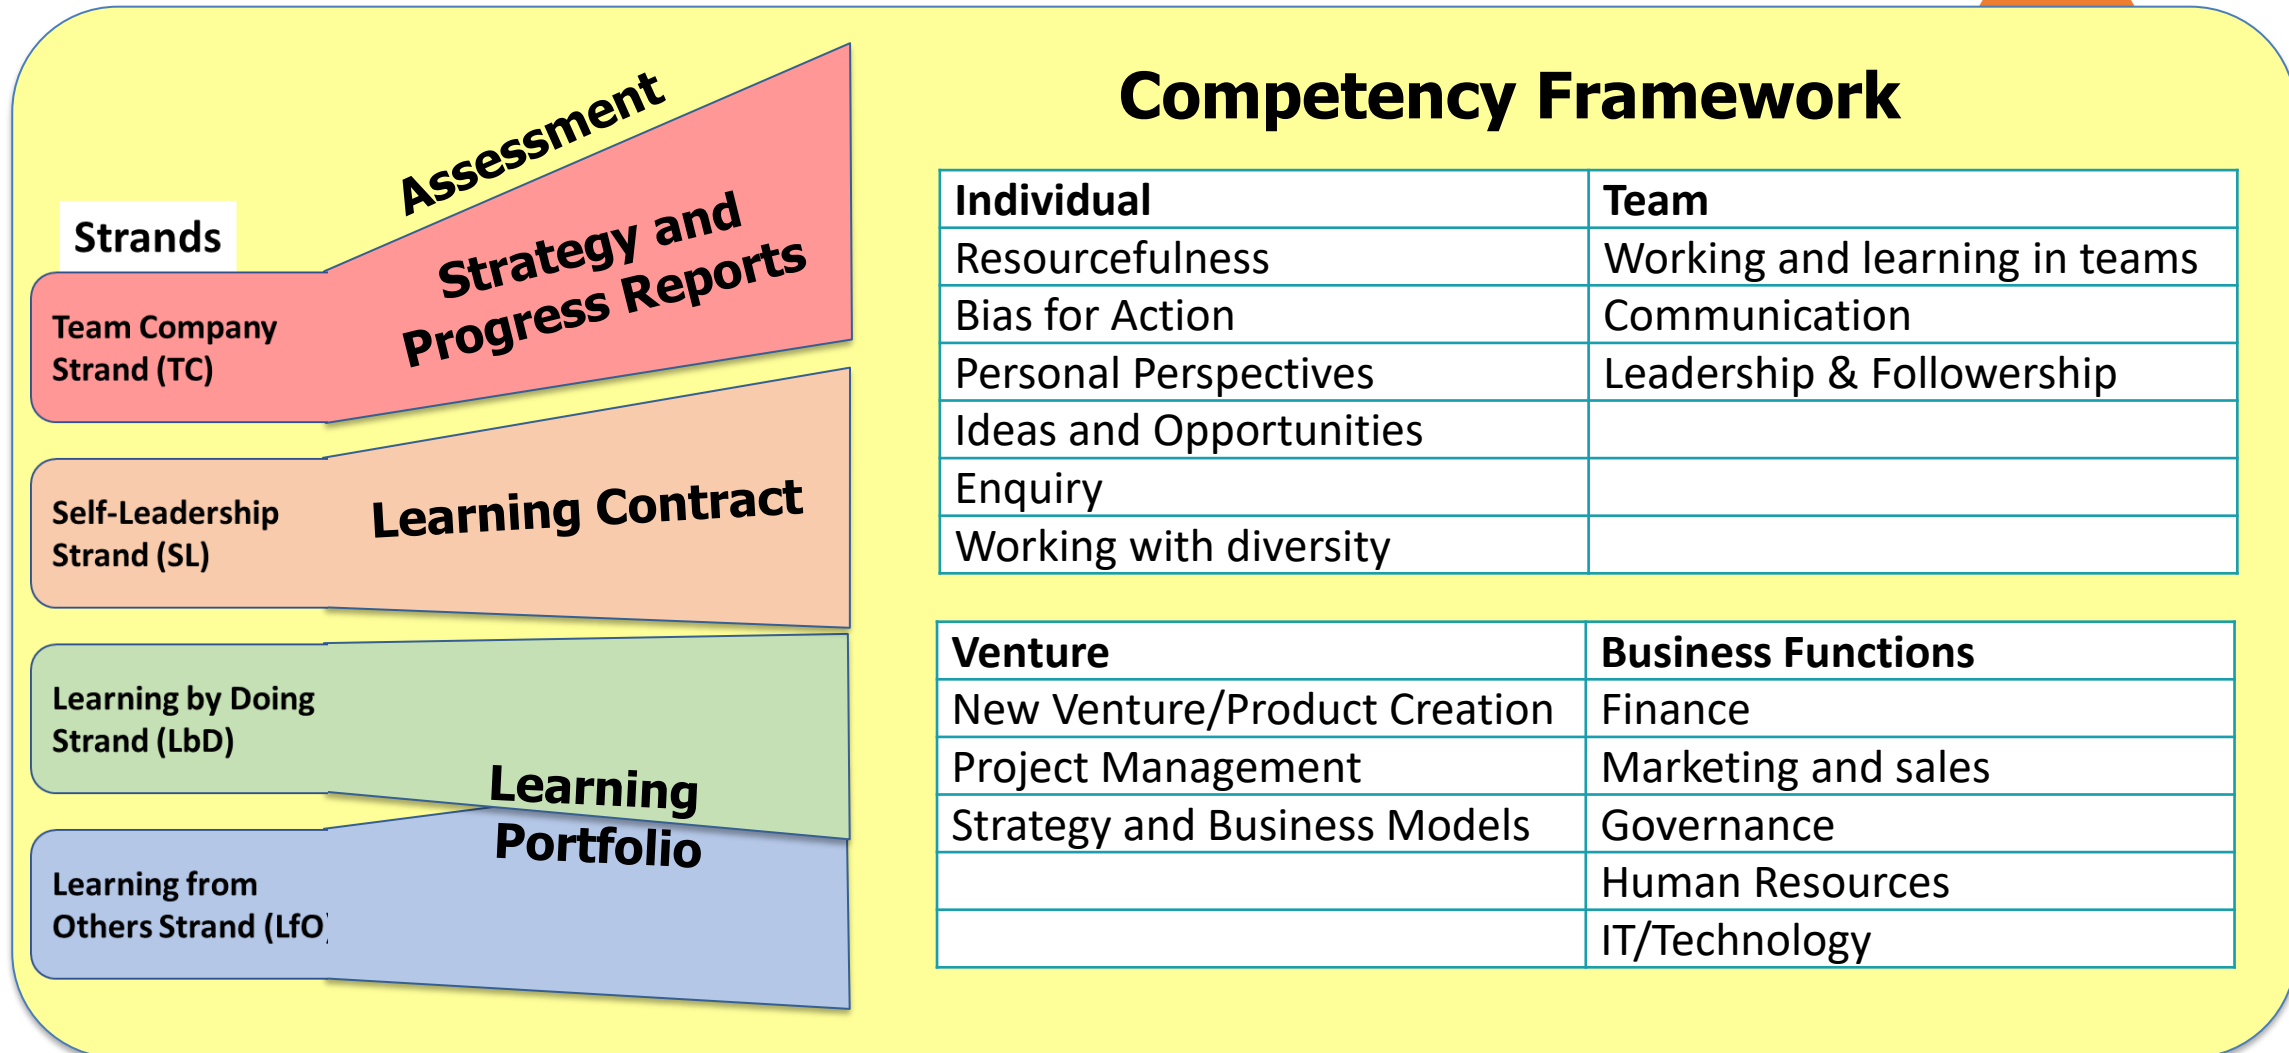 Assessment
Strands
Strategy and
Progress Reports
Team Company
Strand (TC)
Learning Contract
Self-Leadership
Strand (SL)
Learning by Doing
Strand (LbD)
Learning
Portfolio
Learning from
Others Strand (LfO)
Competency Framework
Individual Team
Resourcefulness Working and learning in teams
Bias for Action Communication
Personal Perspectives Leadership & Followership
Ideas and Opportunities
Enquiry
Working with diversity
Venture Business Functions
New Venture/Product Creation Finance
Project Management Marketing and sales
Strategy and Business Models Governance
Human Resources
IT/Technology